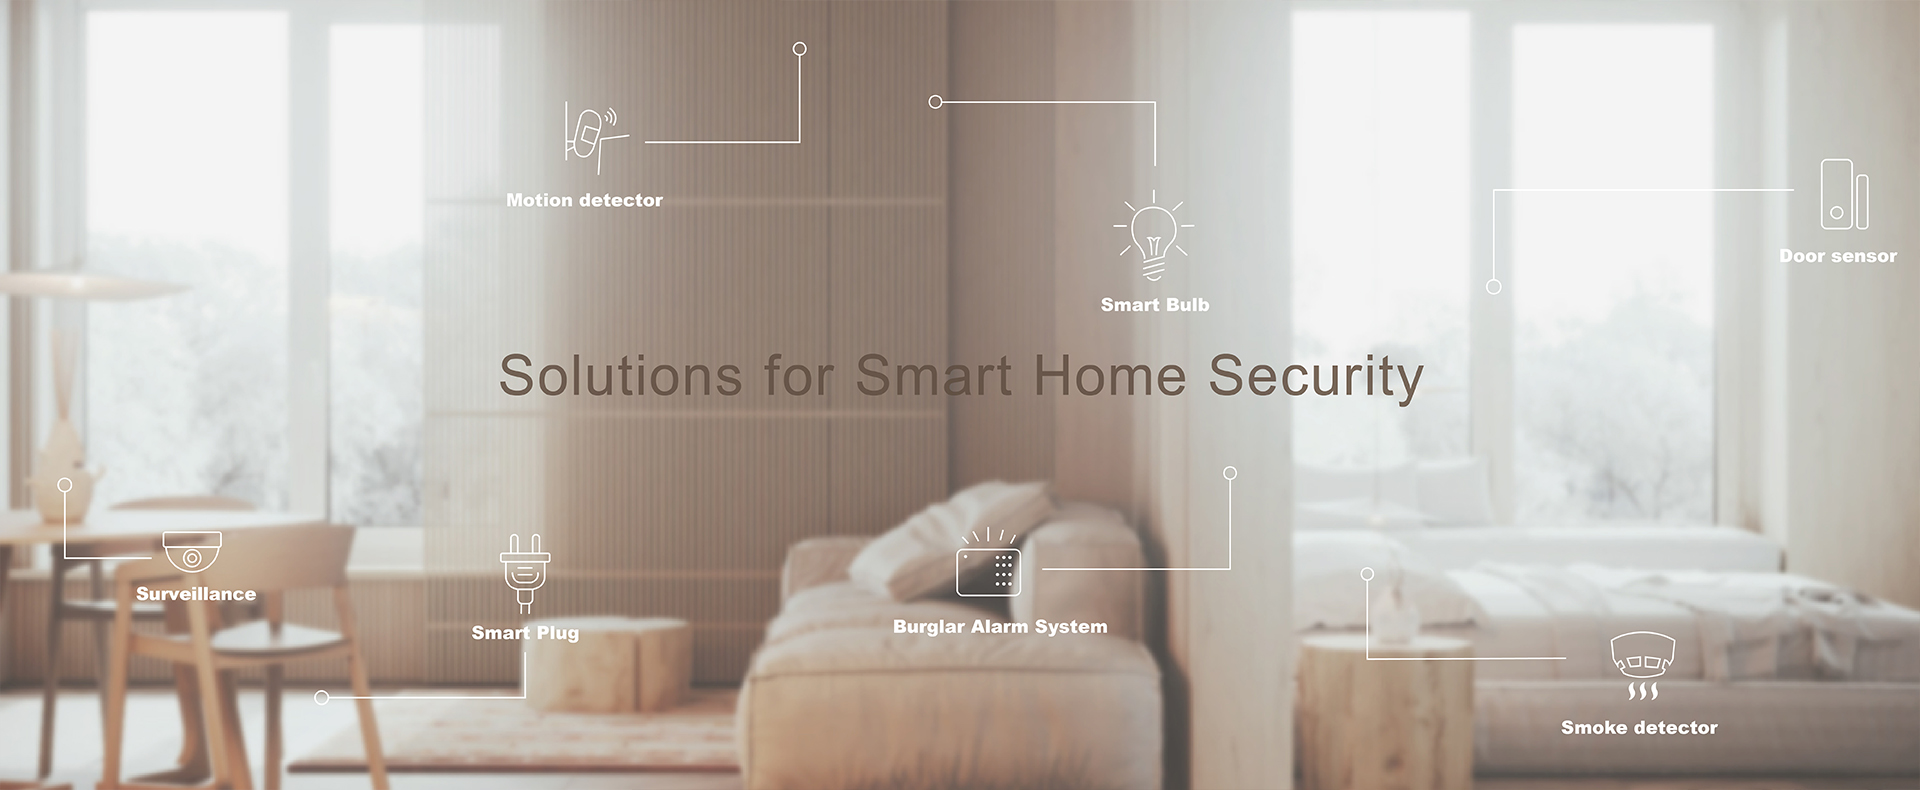 Motion detector
Door sensor
Smart Bulb
Solutions for Smart Home Security
Surveillance
Smart Plug
Burglar Alarm System
Smoke detector